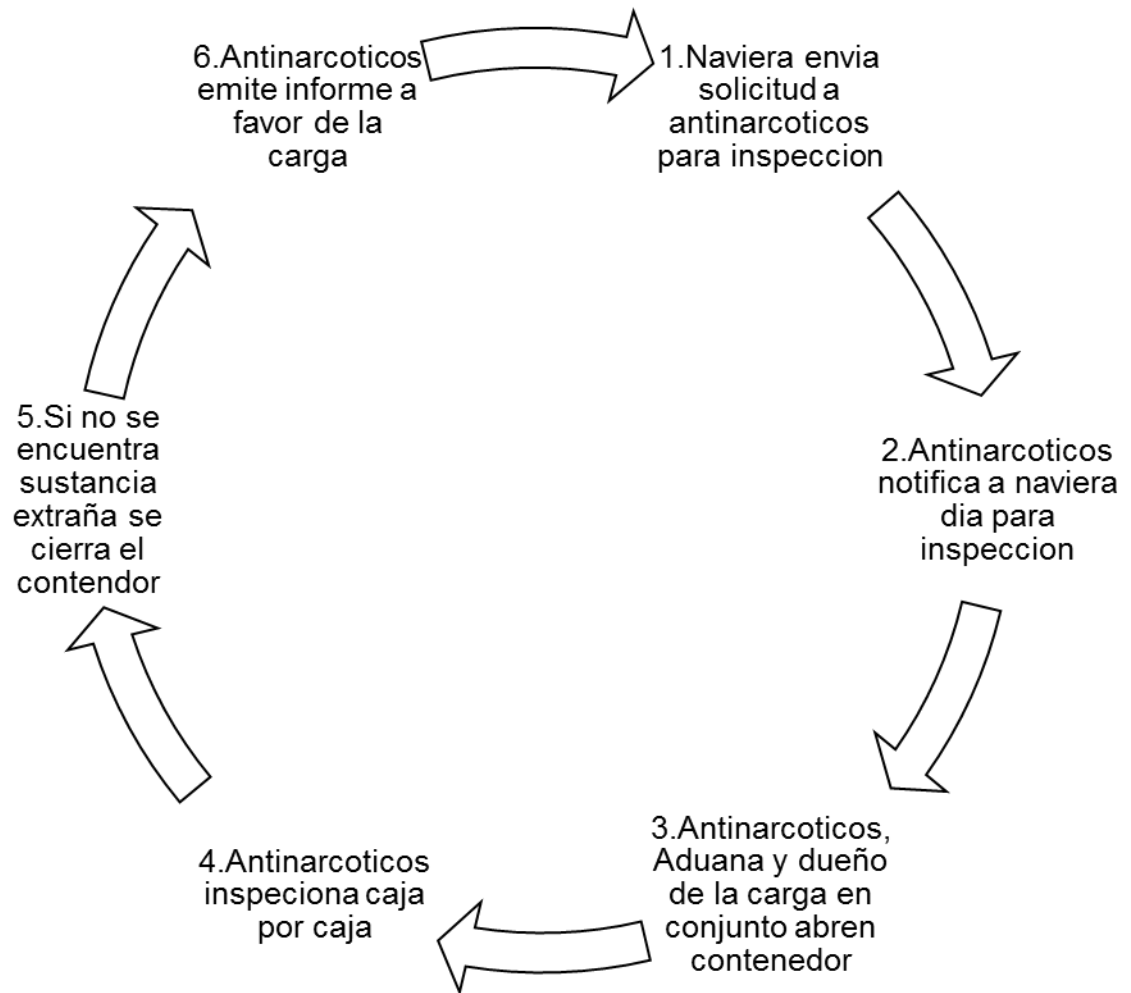 1.Naviera envia
solicitud a
antinarcoticos
para inspeccion
2.Antinarcoticos
notifica a naviera
dia para
inspeccion
3.Antinarcoticos,
Aduana y dueño
de la carga en
conjunto abren
contenedor
4.Antinarcoticos
inspeciona caja
por caja
5.Si no se
encuentra
sustancia
extraña se
cierra el
contendor
6.Antinarcoticos
emite informe a
favor de la
carga